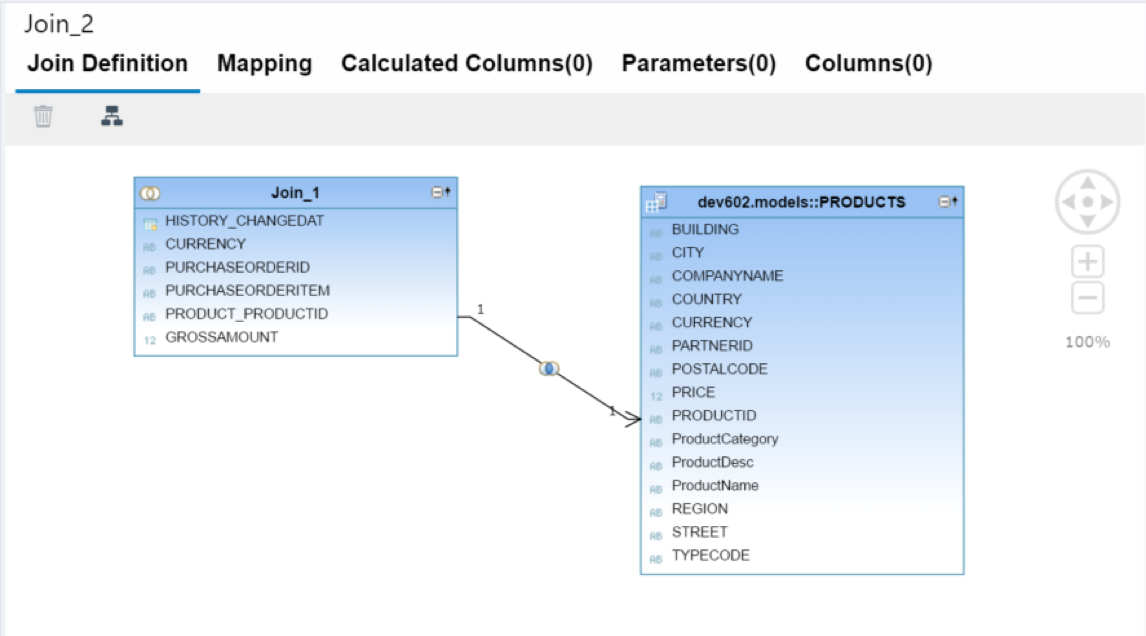 Join_2
Join Definition Mapping Calculated Columns(0) Parameters(0) Columns(0)
Join_1
HISTORY_CHANGEDAT
AB CURRENCY
AB PURCHASEORDERID
AB PURCHASEORDERITEM
AB PRODUCT_PRODUCTID
12 GROSSAMOUNT
1
1
dev602.models::PRODUCTS
AB BUILDING
AB CITY
AB COMPANYNAME
AB COUNTRY
AB CURRENCY
AB PARTNERID
AB POSTALCODE
12 PRICE
AB PRODUCTID
AB ProductCategory
AB ProductDesc
AB ProductName
AB REGION
AB STREET
AB TYPECODE
100%